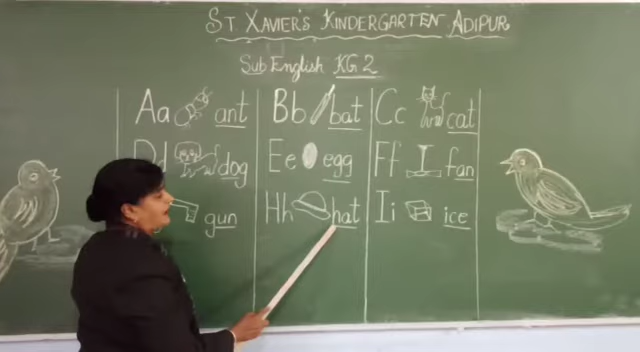 ST XAVIER'S KINDERGARTEN ADIPUR
Sub English KG 2
Aa ant Bb bat Cc cat
Dd dog Ee egg Ff fan
gun Hh hat Ii ice